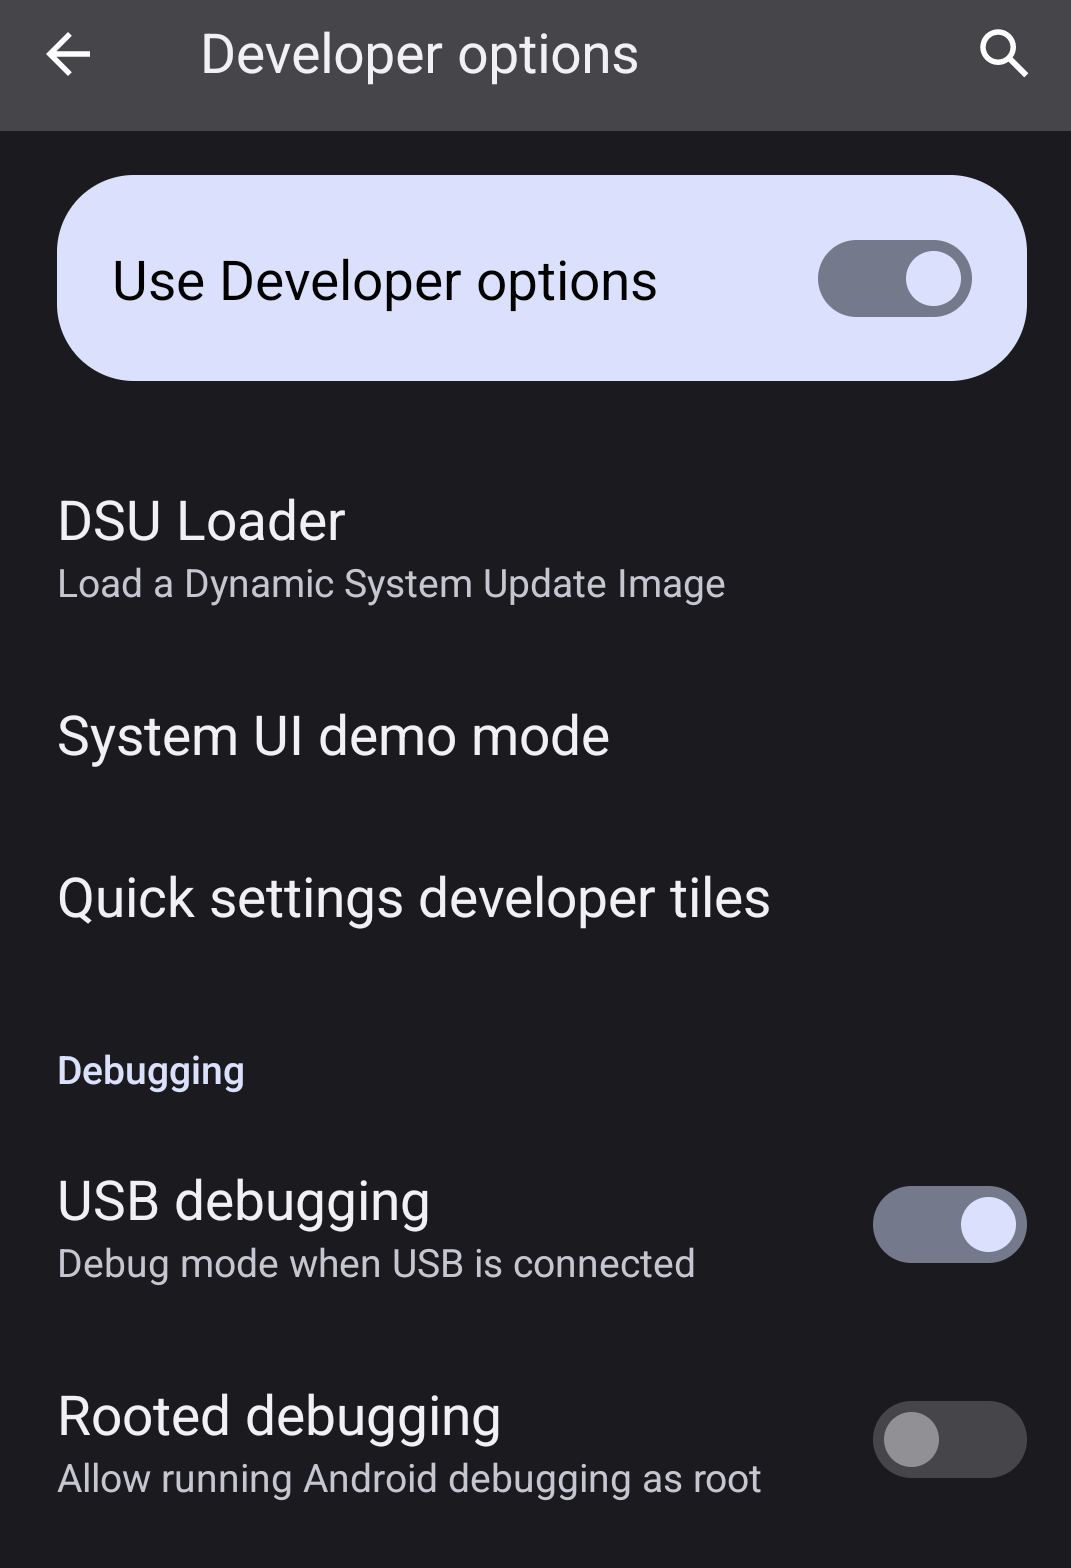 Developer options
Use Developer options
DSU Loader
Load a Dynamic System Update Image
System UI demo mode
Quick settings developer tiles
Debugging
USB debugging
Debug mode when USB is connected
Rooted debugging
Allow running Android debugging as root